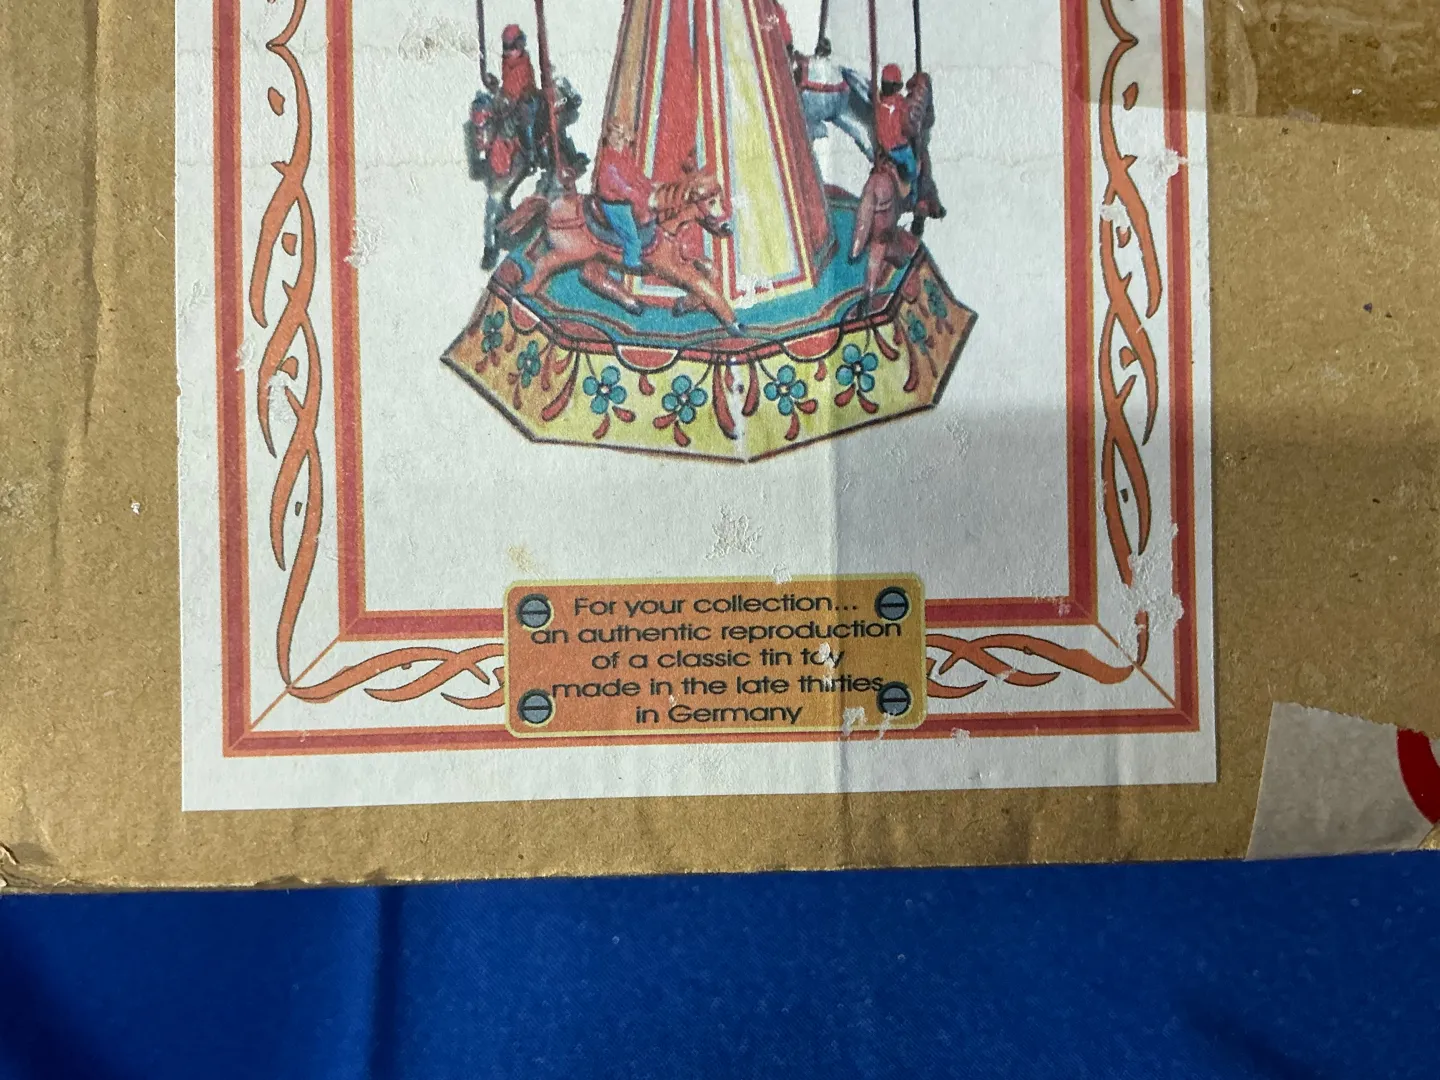 For your collection...
an authentic reproduction
of a classic tin toy
made in the late thirties
in Germany